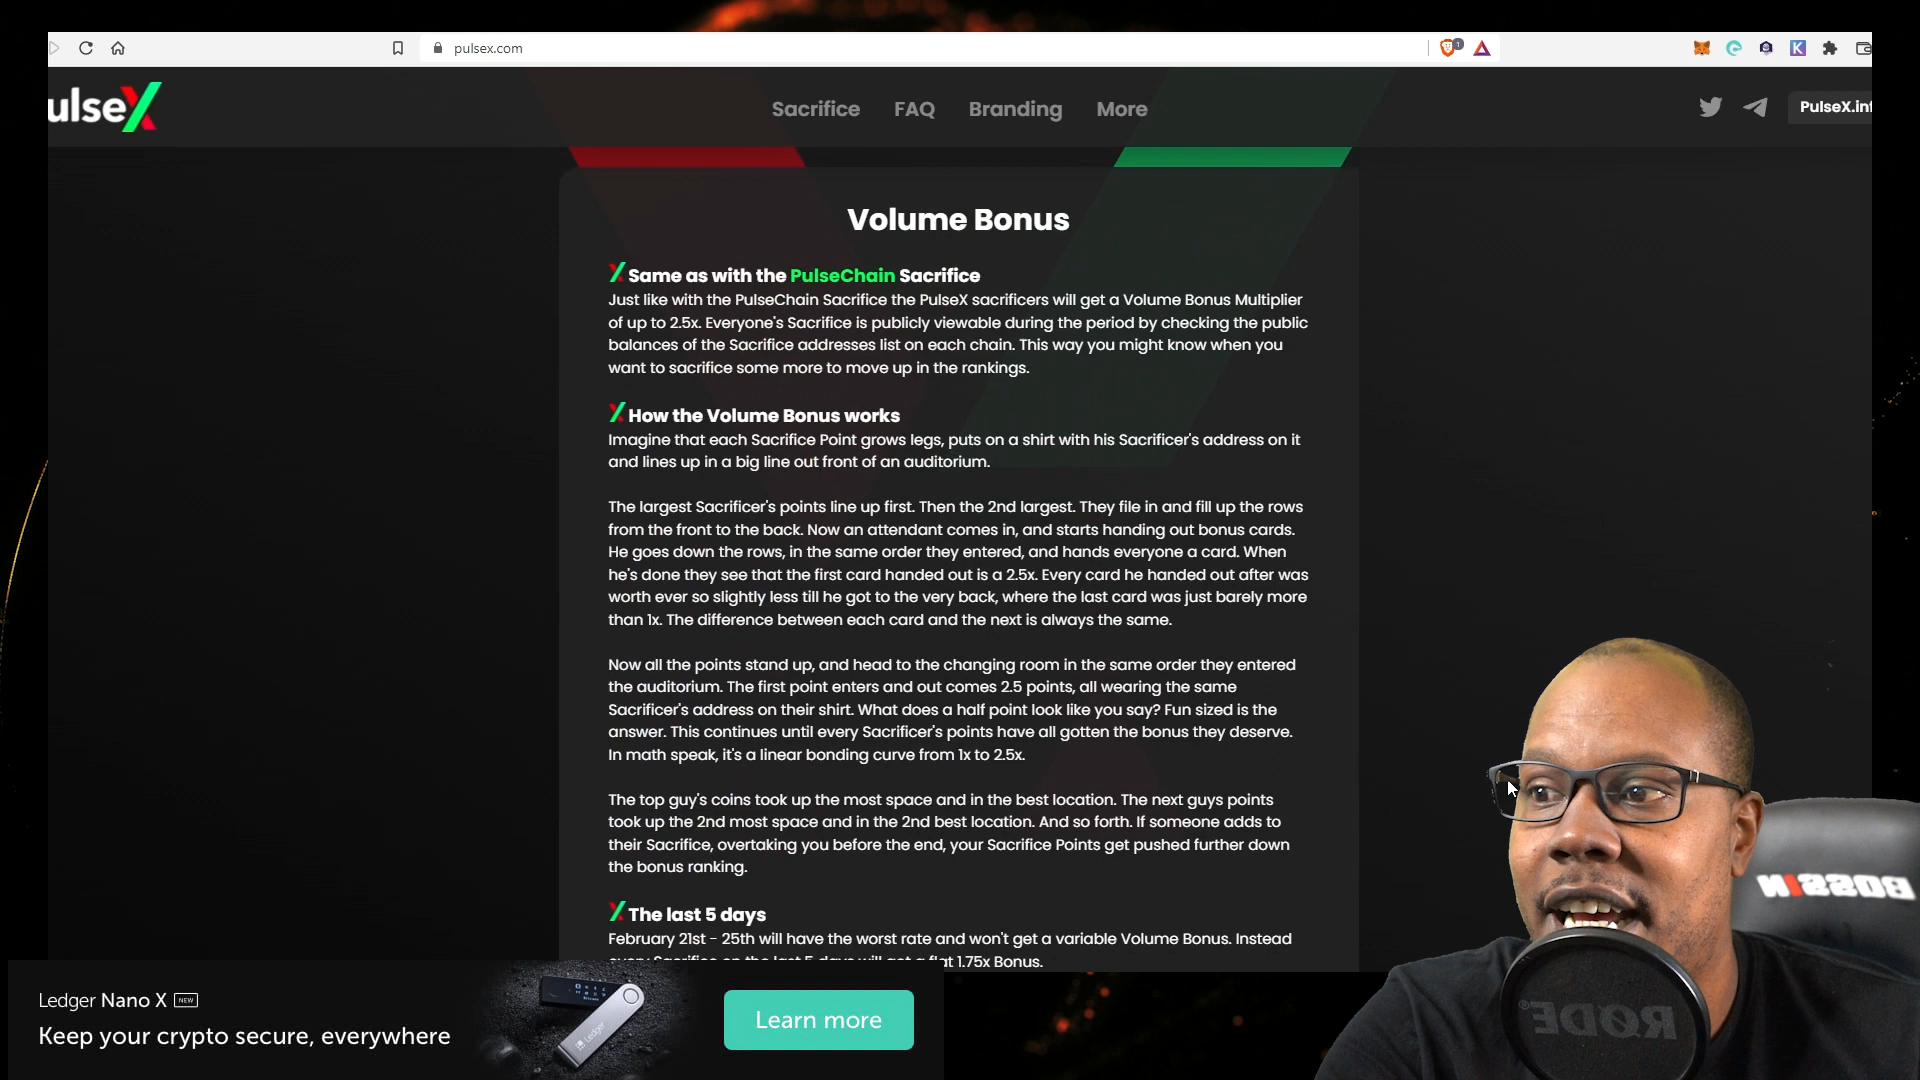 pulsex.com
ulseX
Sacrifice
FAQ
Branding
More
PulseX.inf
Volume Bonus
Same as with the PulseChain Sacrifice
Just like with the PulseChain Sacrifice the PulseX sacrificers will get a Volume Bonus Multiplier
of up to 2.5x. Everyone's Sacrifice is publicly viewable during the period by checking the public
balances of the Sacrifice addresses list on each chain. This way you might know when you
want to sacrifice some more to move up in the rankings.
How the Volume Bonus works
Imagine that each Sacrifice Point grows legs, puts on a shirt with his Sacrificer's address on it
and lines up in a big line out front of an auditorium.
The largest Sacrificer's points line up first. Then the 2nd largest. They file in and fill up the rows
from the front to the back. Now an attendant comes in, and starts handing out bonus cards.
He goes down the rows, in the same order they entered, and hands everyone a card. When
he's done they see that the first card handed out is a 2.5x. Every card he handed out after was
worth ever so slightly less till he got to the very back, where the last card was just barely more
than 1x. The difference between each card and the next is always the same.
Now all the points stand up, and head to the changing room in the same order they entered
the auditorium. The first point enters and out comes 2.5 points, all wearing the same
Sacrificer's address on their shirt. What does a half point look like you say? Fun sized is the
answer. This continues until every Sacrificer's points have all gotten the bonus they deserve.
In math speak, it's a linear bonding curve from 1x to 2.5x.
The top guy's coins took up the most space and in the best location. The next guys points
took up the 2nd most space and in the 2nd best location. And so forth. If someone adds to
their Sacrifice, overtaking you before the end, your Sacrifice Points get pushed further down
the bonus ranking.
The last 5 days
February 21st - 25th will have the worst rate and won't get a variable Volume Bonus. Instead
every Sacrifice on the last 5 days will get a flat 1.75x Bonus.
Ledger Nano X NEW
Keep your crypto secure, everywhere
Learn more
Ledger
BOSSIN
RØDE